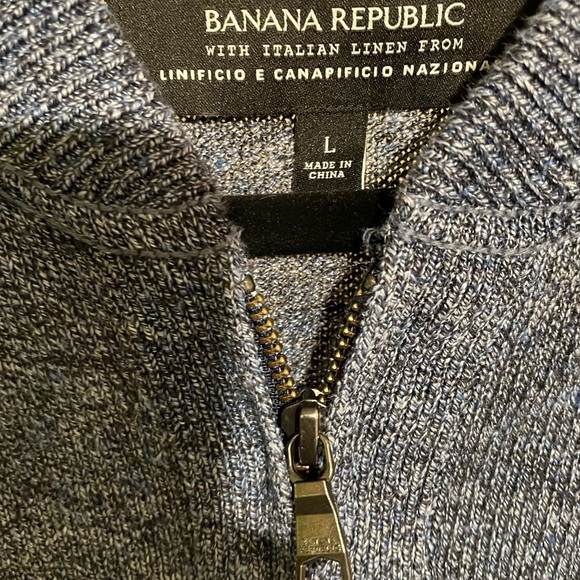 BANANA REPUBLIC
WITH ITALIAN LINEN FROM
LINIFICIO E CANAPIFICIO NAZIONA
L
MADE IN
CHINA